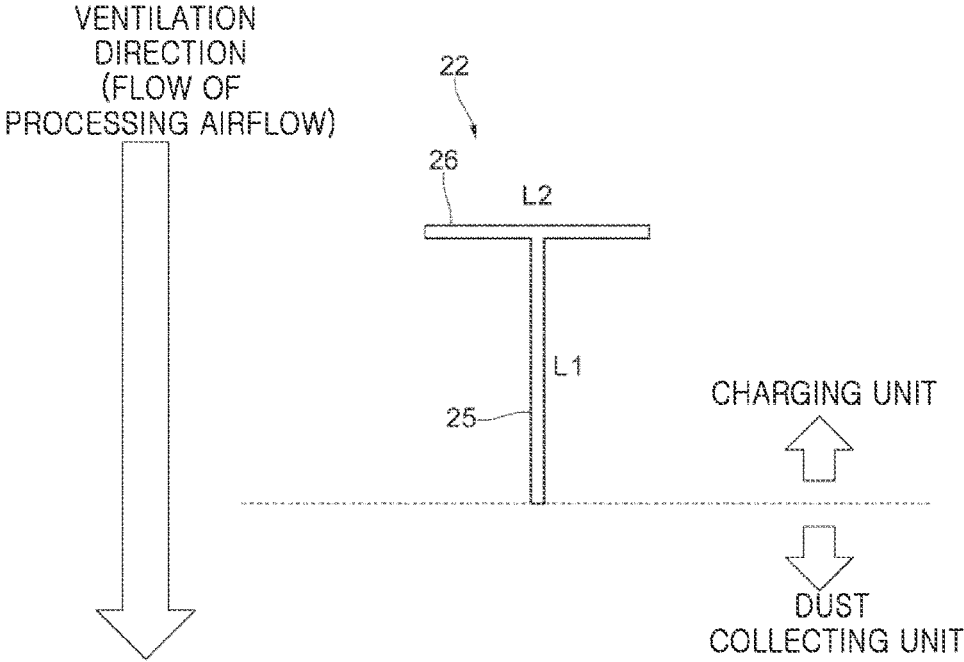 VENTILATION
DIRECTION
(FLOW OF
PROCESSING AIRFLOW)
22
26
L2
L1
25
CHARGING UNIT
DUST
COLLECTING UNIT